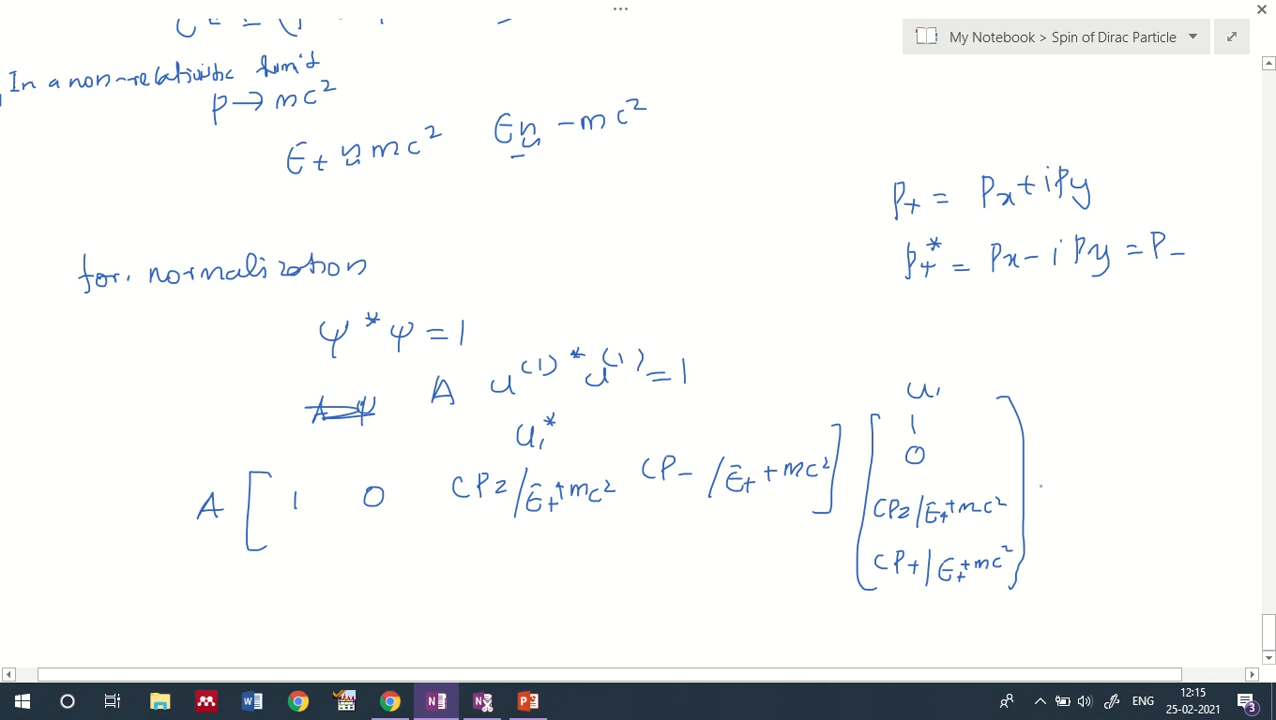 My Notebook > Spin of Dirac Particle
In a non-relativistic limit
p → mc²
E₊ ≈ mc² E₋ ≈ -mc²
P₊ = Px + iPy
P₊* = Px - iPy = P₋
for. normalization
ψ*ψ = 1
A u⁽¹⁾* u⁽¹⁾ = 1
u₁* u₁
A [ 1 0 CPz/E₊+mc² CP₋/E₊+mc² ] [ 1
0
CPz/E₊+mc²
CP₊/E₊+mc² ]
ENG
12:15
25-02-2021
3